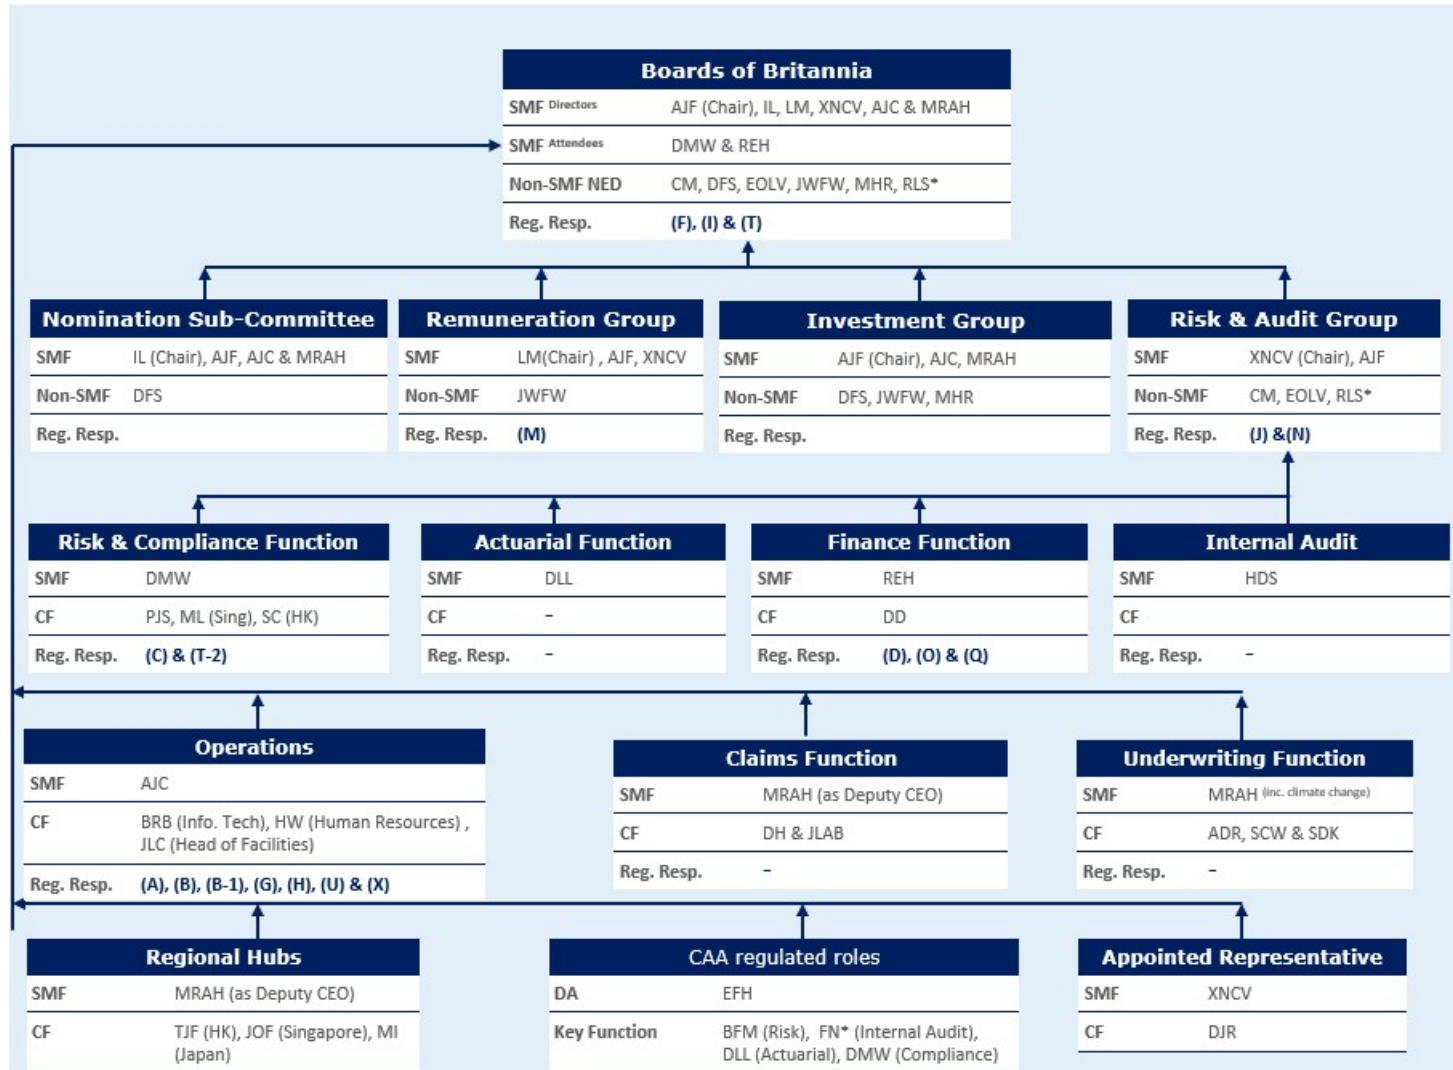 Boards of Britannia
SMF Directors AJF (Chair), IL, LM, XNCV, AJC & MRAH
SMF Attendees DMW & REH
Non-SMF NED CM, DFS, EOLV, JWFW, MHR, RLS*
Reg. Resp. (F), (I) & (T)
Nomination Sub-Committee
SMF IL (Chair), AJF, AJC & MRAH
Non-SMF DFS
Reg. Resp.
Remuneration Group
SMF LM(Chair) , AJF, XNCV
Non-SMF JWFW
Reg. Resp. (M)
Investment Group
SMF AJF (Chair), AJC, MRAH
Non-SMF DFS, JWFW, MHR
Reg. Resp.
Risk & Audit Group
SMF XNCV (Chair), AJF
Non-SMF CM, EOLV, RLS*
Reg. Resp. (J) &(N)
Risk & Compliance Function
SMF DMW
CF PJS, ML (Sing), SC (HK)
Reg. Resp. (C) & (T-2)
Actuarial Function
SMF DLL
CF –
Reg. Resp. –
Finance Function
SMF REH
CF DD
Reg. Resp. (D), (O) & (Q)
Internal Audit
SMF HDS
CF
Reg. Resp. –
Operations
SMF AJC
CF BRB (Info. Tech), HW (Human Resources) ,
JLC (Head of Facilities)
Reg. Resp. (A), (B), (B-1), (G), (H), (U) & (X)
Claims Function
SMF MRAH (as Deputy CEO)
CF DH & JLAB
Reg. Resp. –
Underwriting Function
SMF MRAH (inc. climate change)
CF ADR, SCW & SDK
Reg. Resp. –
Regional Hubs
SMF MRAH (as Deputy CEO)
CF TJF (HK), JOF (Singapore), MI
(Japan)
CAA regulated roles
DA EFH
Key Function BFM (Risk), FN* (Internal Audit),
DLL (Actuarial), DMW (Compliance)
Appointed Representative
SMF XNCV
CF DJR